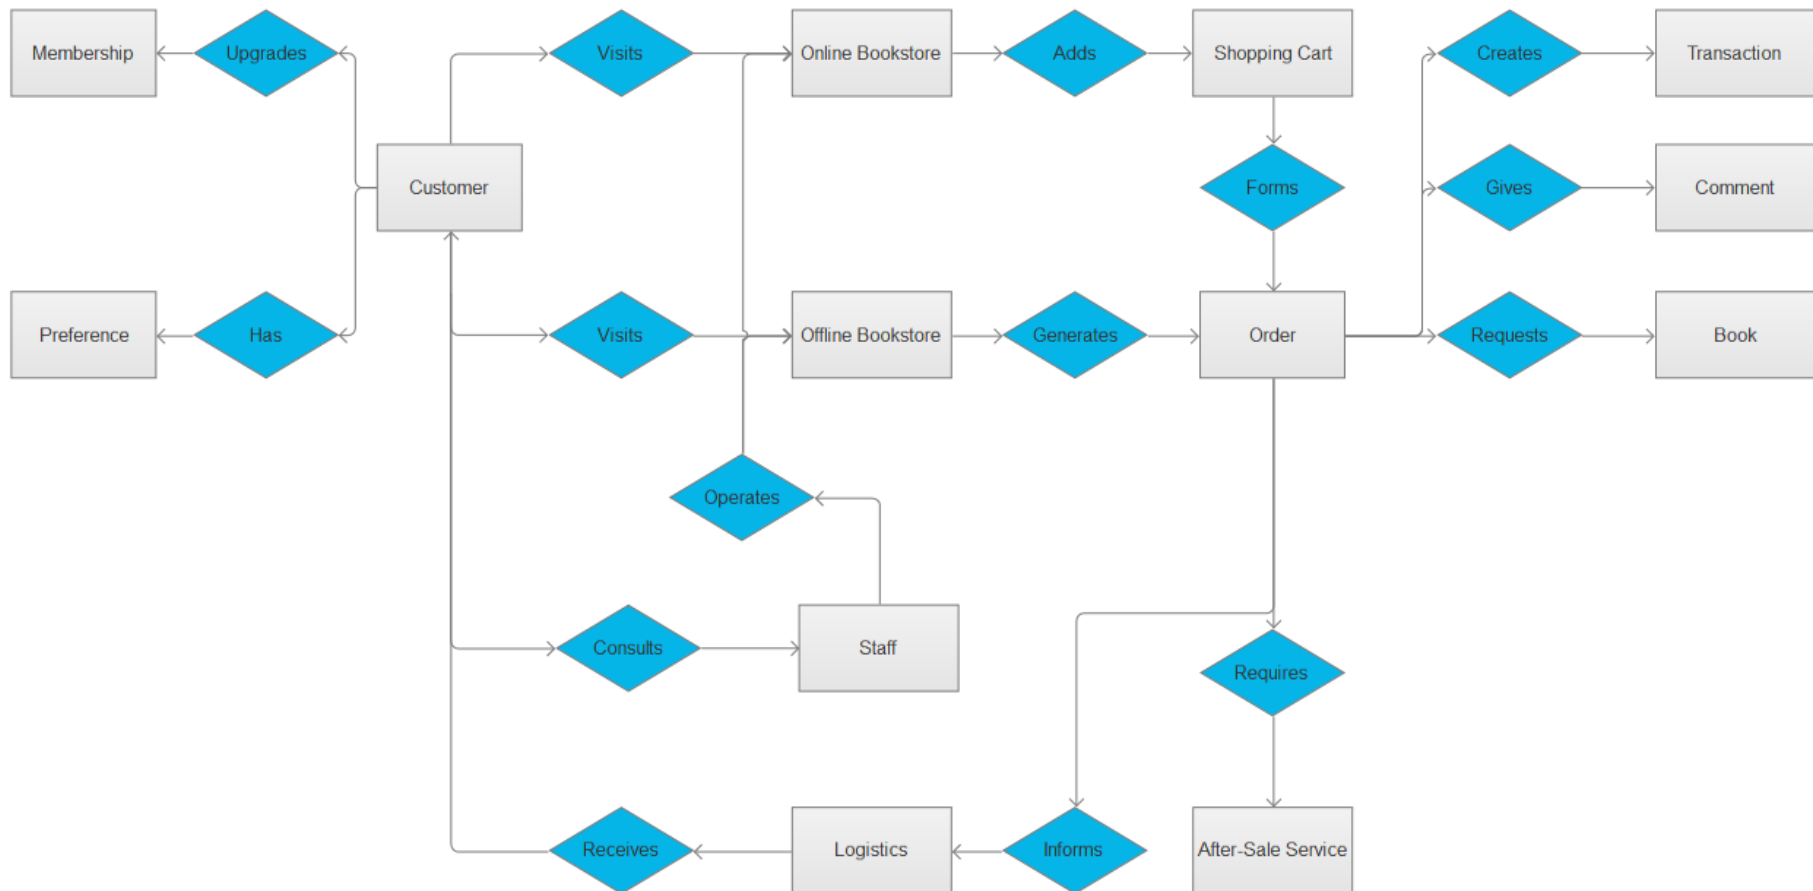 Membership
Upgrades
Visits
Online Bookstore
Adds
Shopping Cart
Creates
Transaction
Customer
Forms
Gives
Comment
Preference
Has
Visits
Offline Bookstore
Generates
Order
Requests
Book
Operates
Consults
Staff
Requires
Receives
Logistics
Informs
After-Sale Service